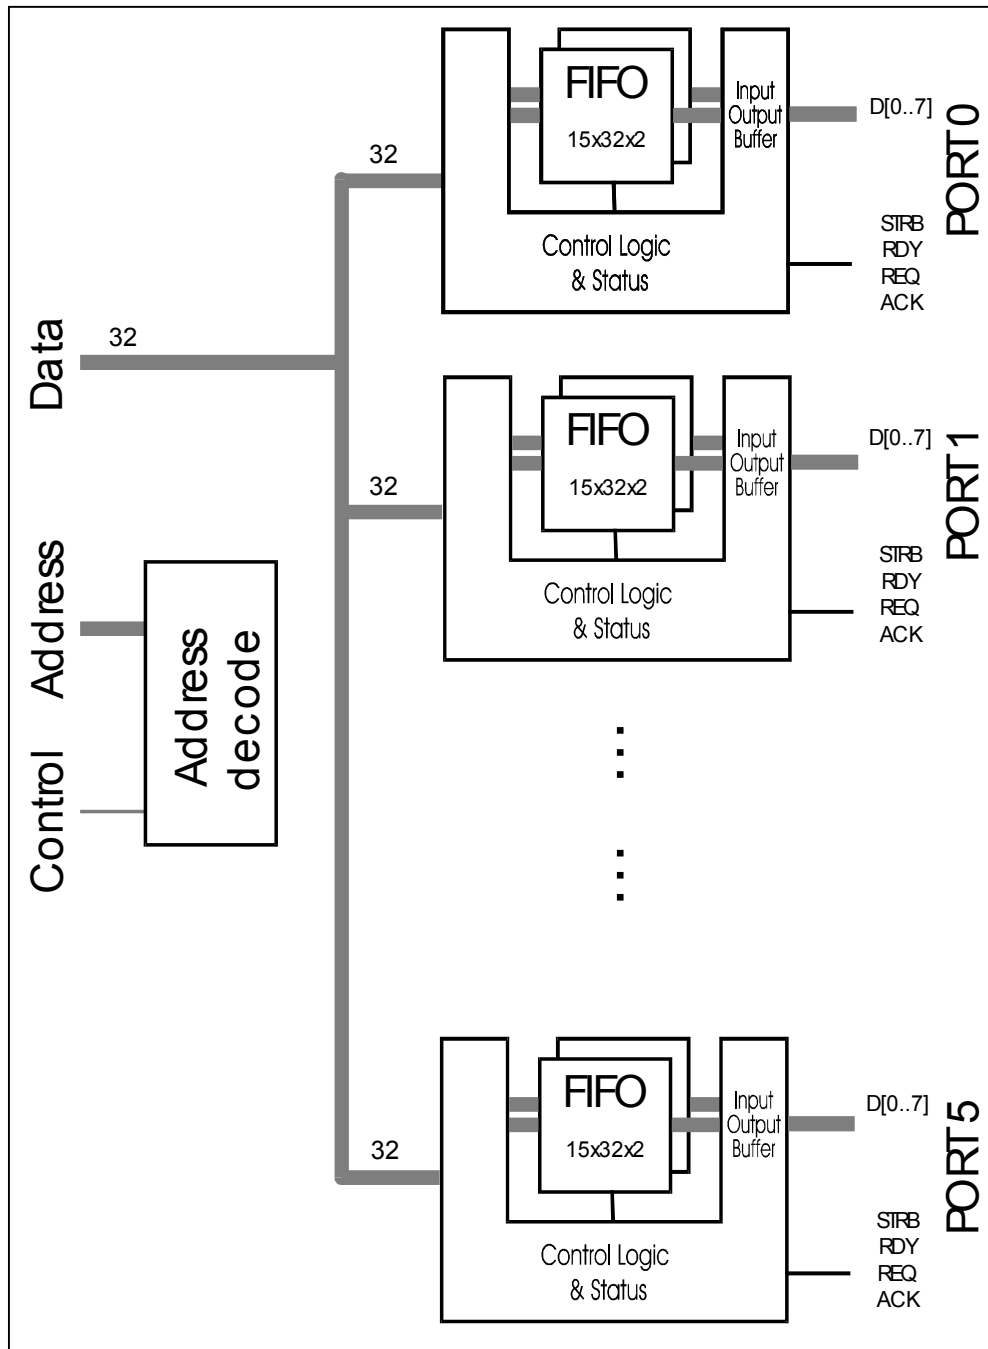 Data
32
Address
Control
Address
decode
32
FIFO
15x32x2
Input
Output
Buffer
Control Logic
& Status
D[0..7]
STRB
RDY
REQ
ACK
PORT 0
32
FIFO
15x32x2
Input
Output
Buffer
Control Logic
& Status
D[0..7]
STRB
RDY
REQ
ACK
PORT 1
32
FIFO
15x32x2
Input
Output
Buffer
Control Logic
& Status
D[0..7]
STRB
RDY
REQ
ACK
PORT 5